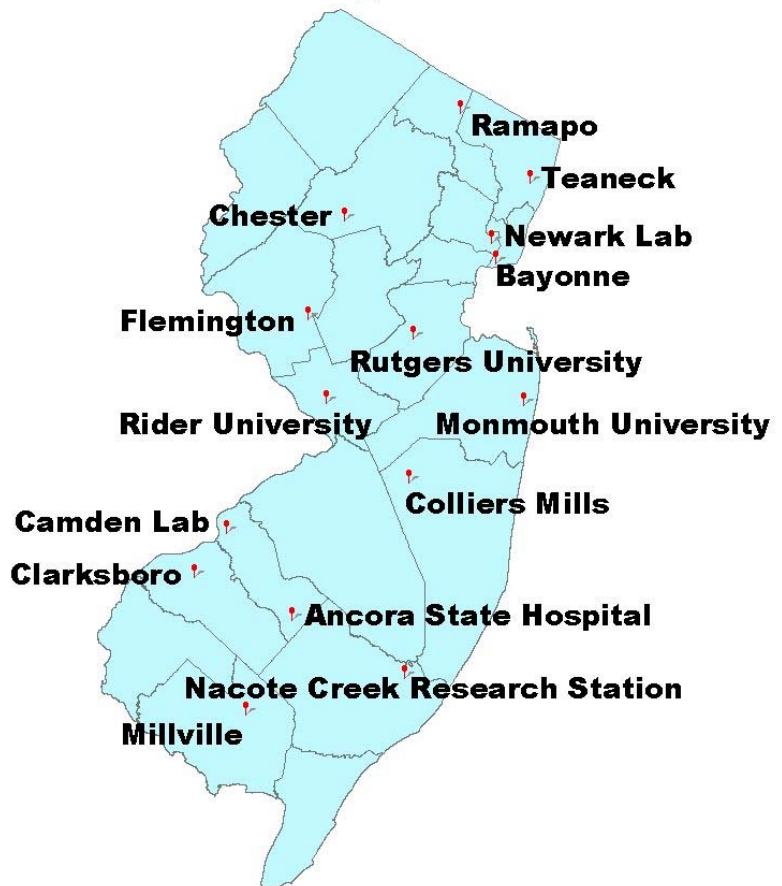 Ramapo
Teaneck
Chester
Newark Lab
Bayonne
Flemington
Rutgers University
Rider University
Monmouth University
Colliers Mills
Camden Lab
Clarksboro
Ancora State Hospital
Nacote Creek Research Station
Millville